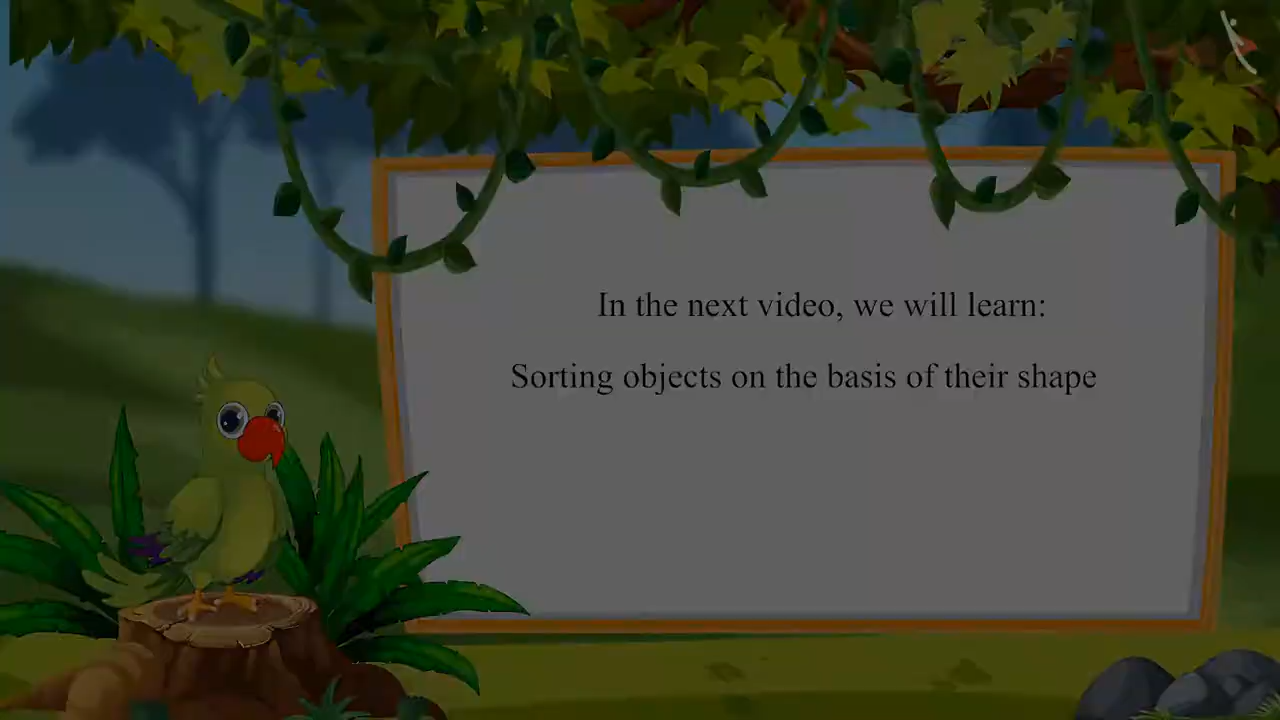 In the next video, we will learn:
Sorting objects on the basis of their shape